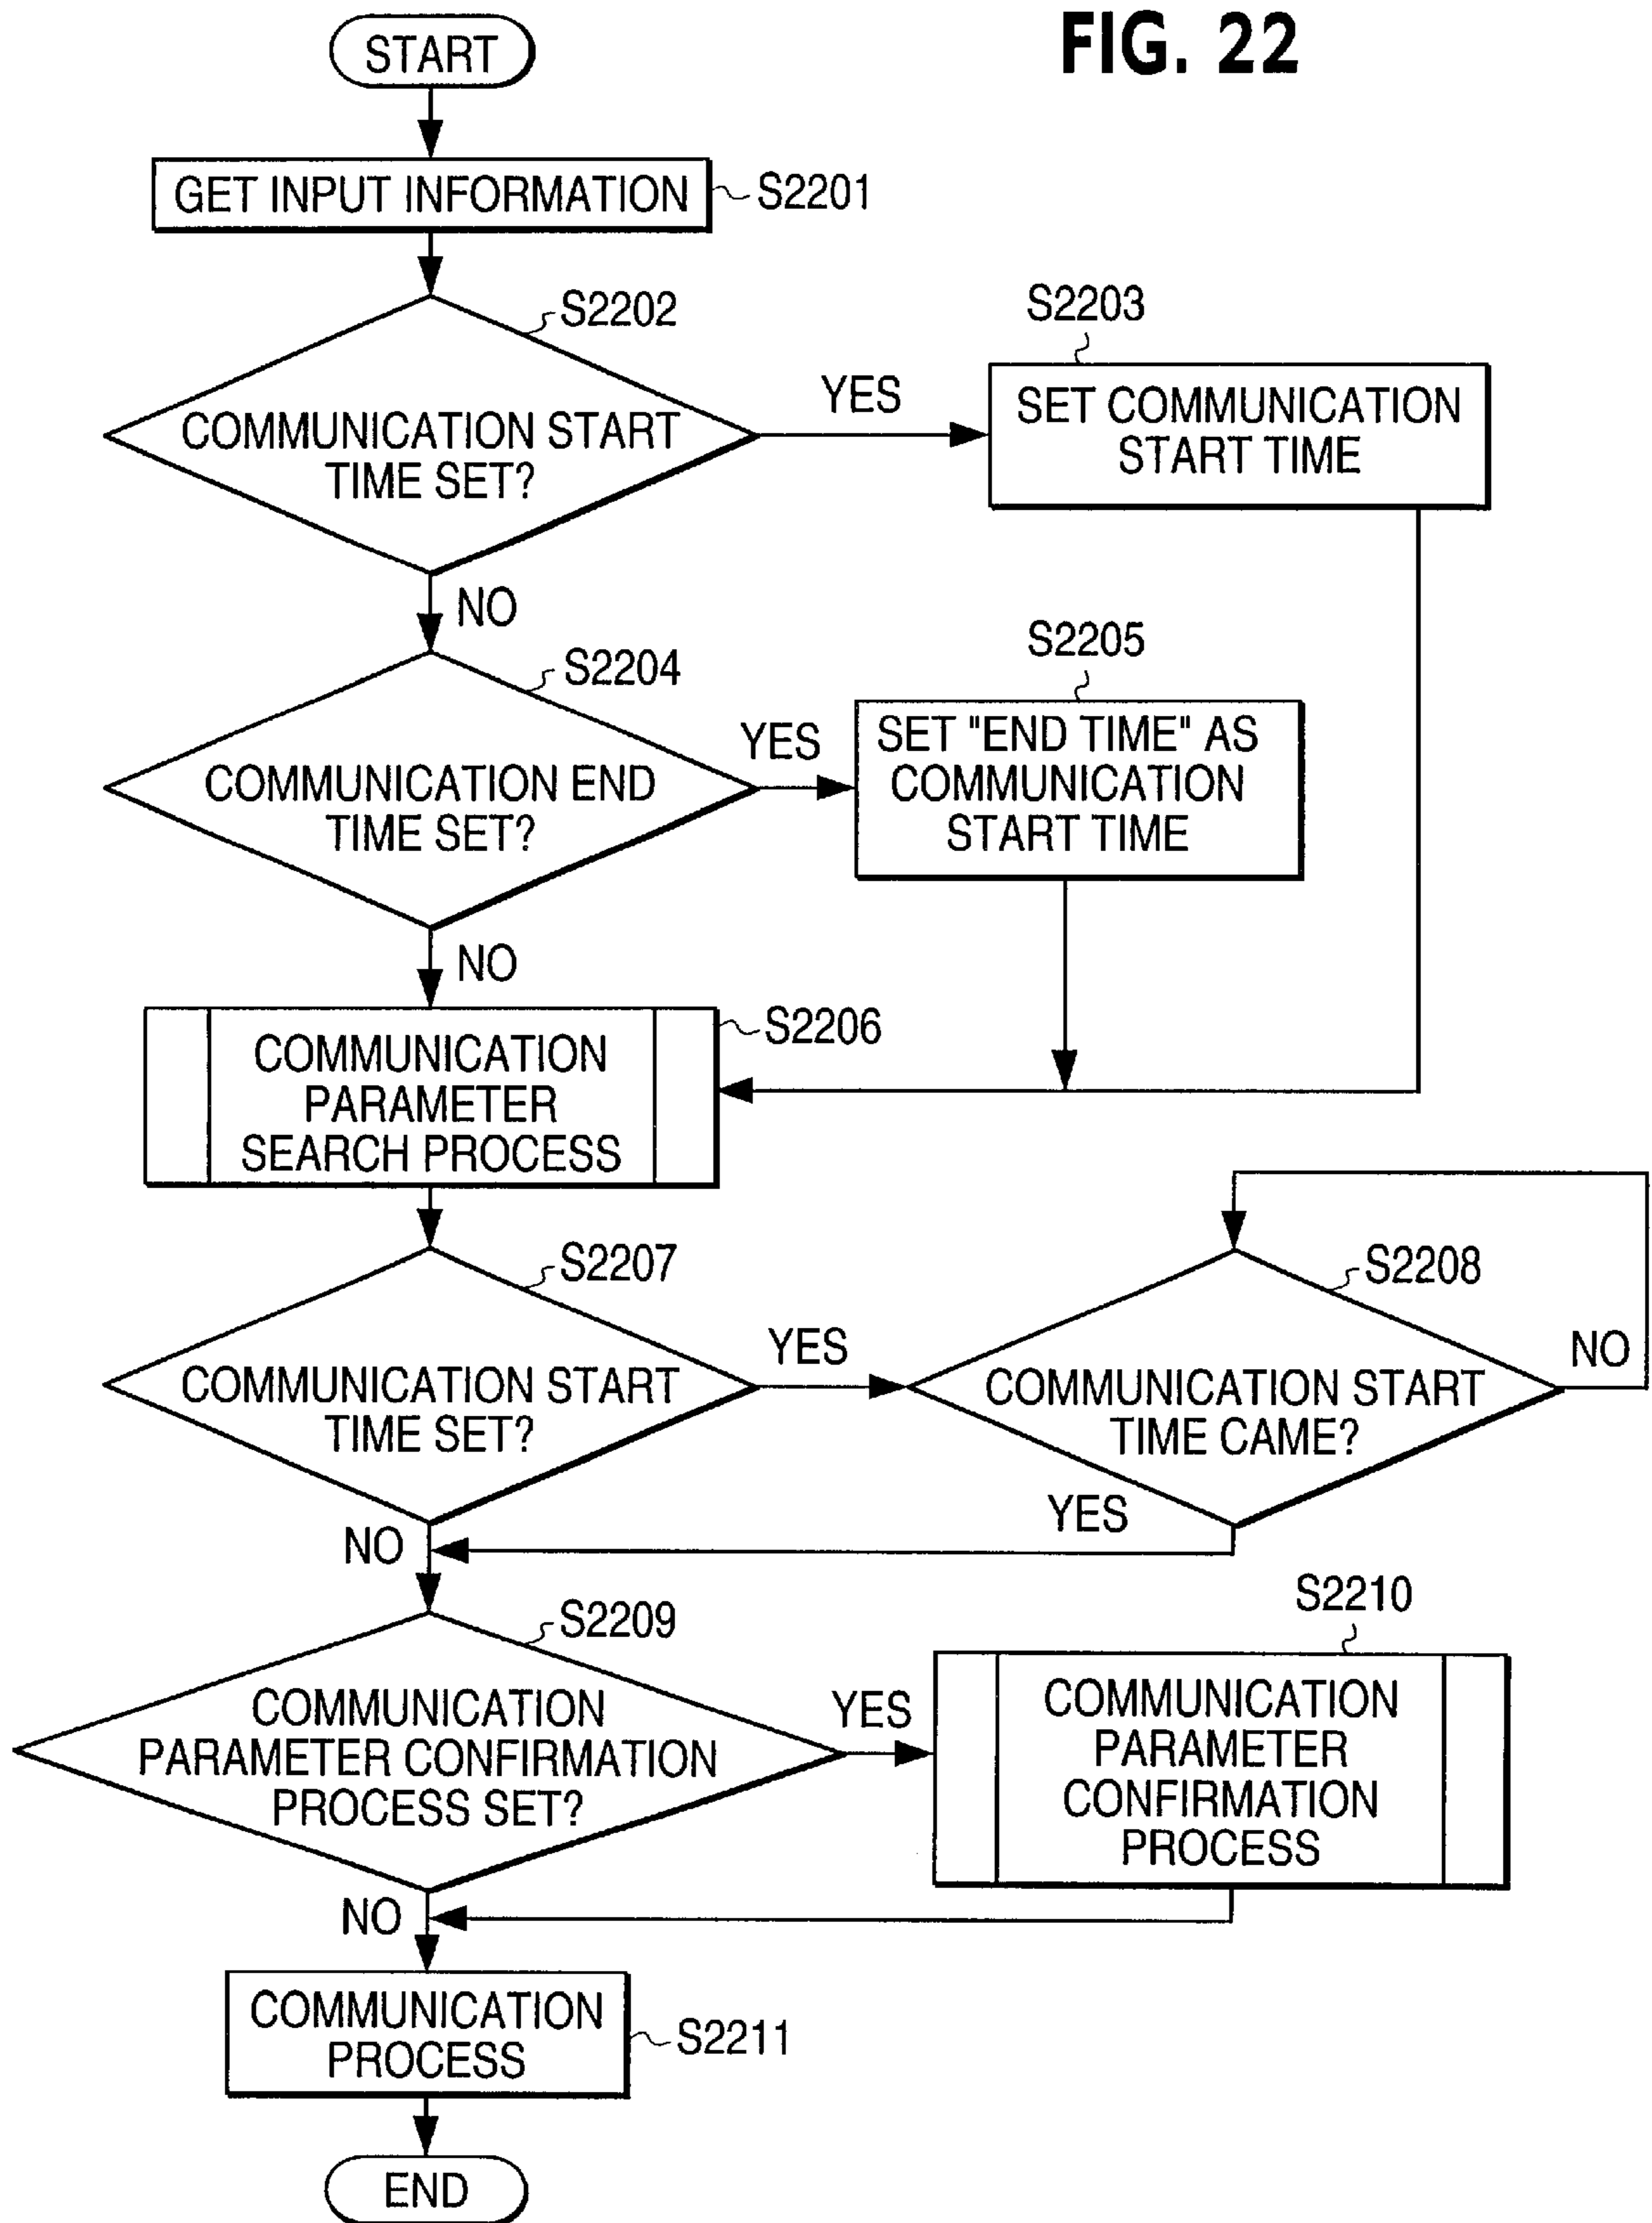 FIG. 22
START
GET INPUT INFORMATION
S2201
S2202
COMMUNICATION START
TIME SET?
YES
S2203
SET COMMUNICATION
START TIME
NO
S2204
COMMUNICATION END
TIME SET?
YES
S2205
SET "END TIME" AS
COMMUNICATION
START TIME
NO
S2206
COMMUNICATION
PARAMETER
SEARCH PROCESS
S2207
COMMUNICATION START
TIME SET?
YES
S2208
COMMUNICATION START
TIME CAME?
NO
YES
NO
S2209
COMMUNICATION
PARAMETER CONFIRMATION
PROCESS SET?
YES
S2210
COMMUNICATION
PARAMETER
CONFIRMATION
PROCESS
NO
COMMUNICATION
PROCESS
S2211
END